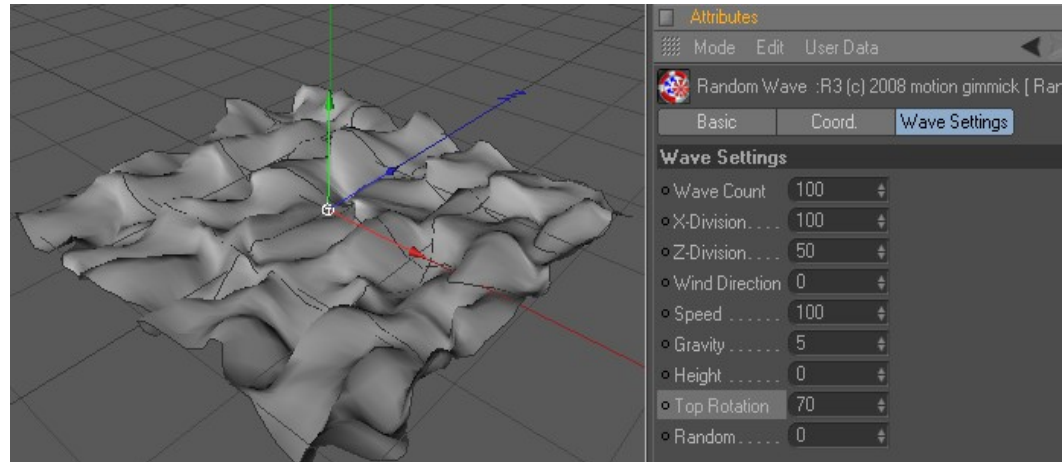 Attributes
Mode Edit User Data
Random Wave :R3 (c) 2008 motion gimmick [ Ran
Basic Coord. Wave Settings
Wave Settings
Wave Count 100
X-Division.... 100
Z-Division.... 50
Wind Direction 0
Speed ...... 100
Gravity ...... 5
Height ...... 0
Top Rotation 70
Random..... 0